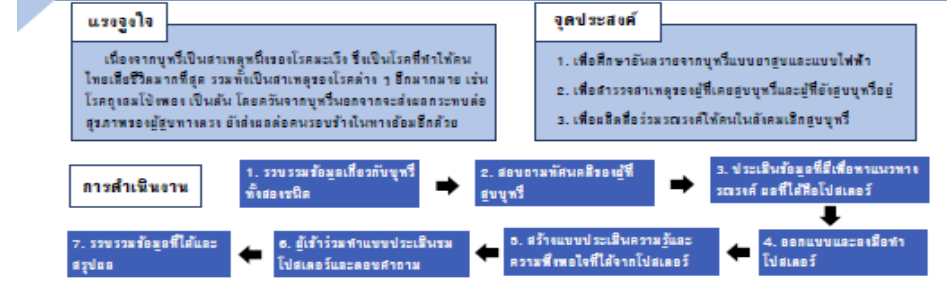 แรงจูงใจ
เนื่องจากบุหรี่เป็นสาเหตุหนึ่งของโรคมะเร็ง ซึ่งเป็นโรคที่ทำให้คน
ไทยเสียชีวิตมากที่สุด รวมทั้งเป็นสาเหตุของโรคต่าง ๆ อีกมากมาย เช่น
โรคถุงลมโป่งพอง เป็นต้น โดยควันจากบุหรี่นอกจากจะส่งผลกระทบต่อ
สุขภาพของผู้สูบทางตรง ยังส่งผลต่อคนรอบข้างในทางอ้อมอีกด้วย
จุดประสงค์
1. เพื่อศึกษาอันตรายจากบุหรี่แบบยาสูบและแบบไฟฟ้า
2. เพื่อสำรวจสาเหตุของผู้ที่เคยสูบบุหรี่และผู้ที่ยังสูบบุหรี่อยู่
3. เพื่อผลิตสื่อร่วมรณรงค์ให้คนในสังคมเลิกสูบบุหรี่
การดำเนินงาน
1. รวบรวมข้อมูลเกี่ยวกับบุหรี่
ทั้งสองชนิด
2. สอบถามทัศนคติของผู้ที่
สูบบุหรี่
3. ประเมินข้อมูลที่มีเพื่อหาแนวทาง
รณรงค์ ผลที่ได้คือโปสเตอร์
4. ออกแบบและลงมือทำ
โปสเตอร์
5. สร้างแบบประเมินความรู้และ
ความพึงพอใจที่ได้จากโปสเตอร์
6. ผู้เข้าร่วมทำแบบประเมินชม
โปสเตอร์และตอบคำถาม
7. รวบรวมข้อมูลที่ได้และ
สรุปผล